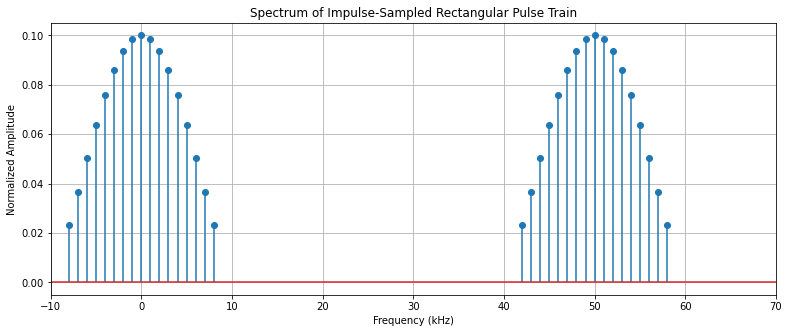 Spectrum of Impulse-Sampled Rectangular Pulse Train
Normalized Amplitude
0.10
0.08
0.06
0.04
0.02
0.00
−10 0 10 20 30 40 50 60 70
Frequency (kHz)